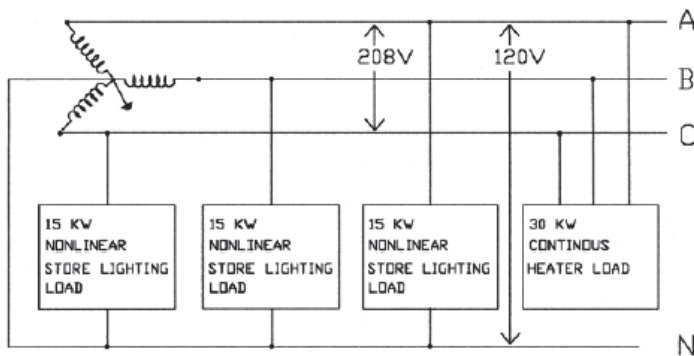 A
208V
120V
B
C
15 KW
NONLINEAR
STORE LIGHTING
LOAD
15 KW
NONLINEAR
STORE LIGHTING
LOAD
15 KW
NONLINEAR
STORE LIGHTING
LOAD
30 KW
CONTINOUS
HEATER LOAD
N